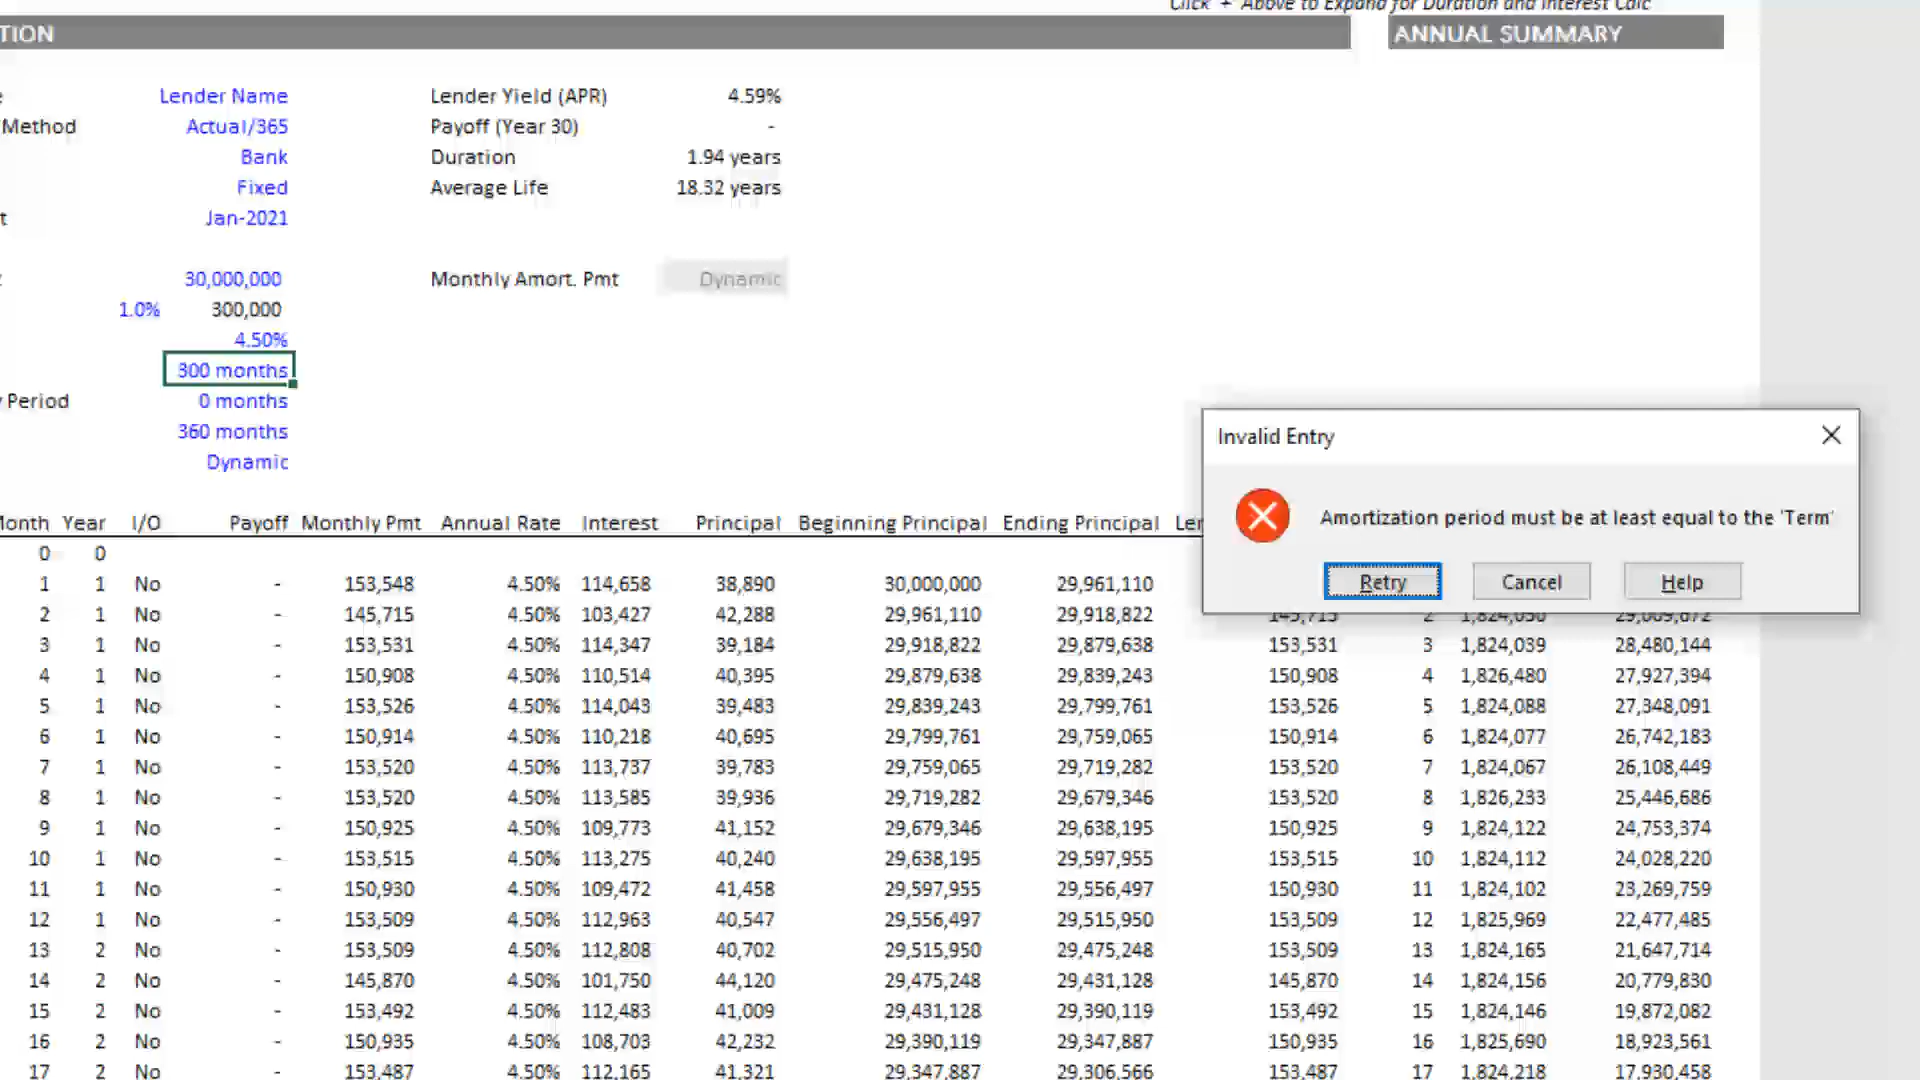 Click '+' Above to Expand for Duration and Interest Calc
TION ANNUAL SUMMARY
Lender Name Lender Yield (APR) 4.59%
Method Actual/365 Payoff (Year 30) -
Bank Duration 1.94 years
Fixed Average Life 18.32 years
t Jan-2021
30,000,000 Monthly Amort. Pmt Dynamic
1.0% 300,000
4.50%
300 months
Period 0 months
360 months
Dynamic
Invalid Entry
Amortization period must be at least equal to the 'Term'
Retry Cancel Help
Month Year I/O Payoff Monthly Pmt Annual Rate Interest Principal Beginning Principal Ending Principal Len
0 0
1 1 No - 153,548 4.50% 114,658 38,890 30,000,000 29,961,110
2 1 No - 145,715 4.50% 103,427 42,288 29,961,110 29,918,822 145,715 2 1,824,050 29,009,672
3 1 No - 153,531 4.50% 114,347 39,184 29,918,822 29,879,638 153,531 3 1,824,039 28,480,144
4 1 No - 150,908 4.50% 110,514 40,395 29,879,638 29,839,243 150,908 4 1,826,480 27,927,394
5 1 No - 153,526 4.50% 114,043 39,483 29,839,243 29,799,761 153,526 5 1,824,088 27,348,091
6 1 No - 150,914 4.50% 110,218 40,695 29,799,761 29,759,065 150,914 6 1,824,077 26,742,183
7 1 No - 153,520 4.50% 113,737 39,783 29,759,065 29,719,282 153,520 7 1,824,067 26,108,449
8 1 No - 153,520 4.50% 113,585 39,936 29,719,282 29,679,346 153,520 8 1,826,233 25,446,686
9 1 No - 150,925 4.50% 109,773 41,152 29,679,346 29,638,195 150,925 9 1,824,122 24,753,374
10 1 No - 153,515 4.50% 113,275 40,240 29,638,195 29,597,955 153,515 10 1,824,112 24,028,220
11 1 No - 150,930 4.50% 109,472 41,458 29,597,955 29,556,497 150,930 11 1,824,102 23,269,759
12 1 No - 153,509 4.50% 112,963 40,547 29,556,497 29,515,950 153,509 12 1,825,969 22,477,485
13 2 No - 153,509 4.50% 112,808 40,702 29,515,950 29,475,248 153,509 13 1,824,165 21,647,714
14 2 No - 145,870 4.50% 101,750 44,120 29,475,248 29,431,128 145,870 14 1,824,156 20,779,830
15 2 No - 153,492 4.50% 112,483 41,009 29,431,128 29,390,119 153,492 15 1,824,146 19,872,082
16 2 No - 150,935 4.50% 108,703 42,232 29,390,119 29,347,887 150,935 16 1,825,690 18,923,561
17 2 No - 153,487 4.50% 112,165 41,321 29,347,887 29,306,566 153,487 17 1,824,218 17,930,458